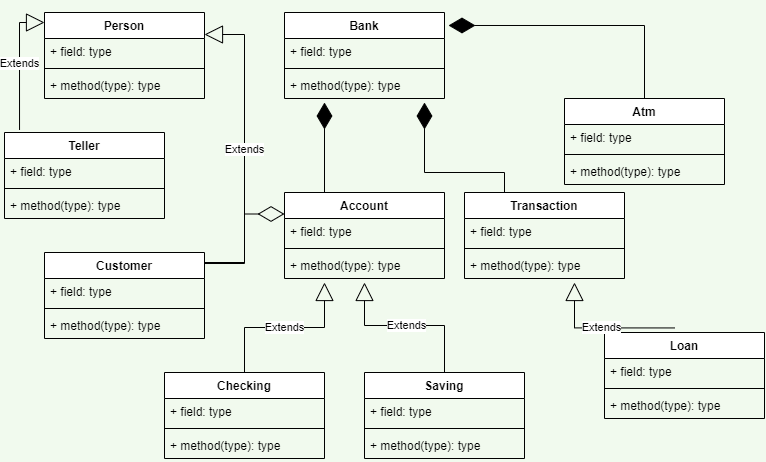 Person
+ field: type
+ method(type): type
Bank
+ field: type
+ method(type): type
Extends
Atm
+ field: type
+ method(type): type
Teller
+ field: type
+ method(type): type
Extends
Account
+ field: type
+ method(type): type
Transaction
+ field: type
+ method(type): type
Customer
+ field: type
+ method(type): type
Extends
Extends
Extends
Loan
+ field: type
+ method(type): type
Checking
+ field: type
+ method(type): type
Saving
+ field: type
+ method(type): type